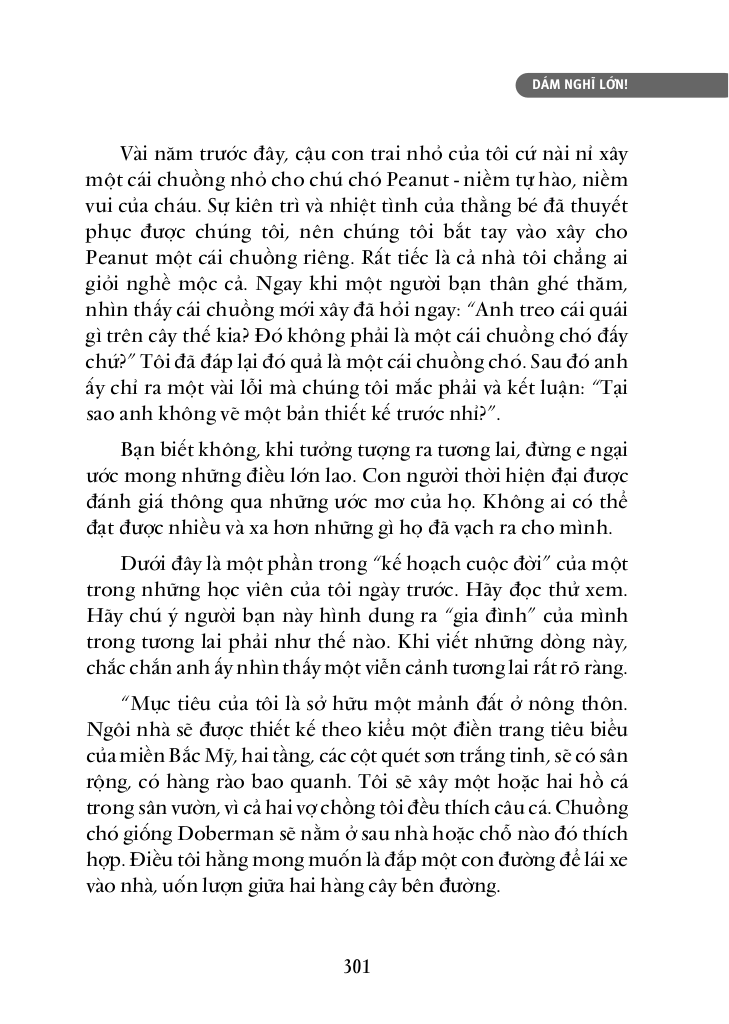 DÁM NGHĨ LỚN!
Vài năm trước đây, cậu con trai nhỏ của tôi cứ nài nỉ xây
một cái chuồng nhỏ cho chú chó Peanut - niềm tự hào, niềm
vui của cháu. Sự kiên trì và nhiệt tình của thằng bé đã thuyết
phục được chúng tôi, nên chúng tôi bắt tay vào xây cho
Peanut một cái chuồng riêng. Rất tiếc là cả nhà tôi chẳng ai
giỏi nghề mộc cả. Ngay khi một người bạn thân ghé thăm,
nhìn thấy cái chuồng mới xây đã hỏi ngay: “Anh treo cái quái
gì trên cây thế kia? Đó không phải là một cái chuồng chó đấy
chứ?” Tôi đã đáp lại đó quả là một cái chuồng chó. Sau đó anh
ấy chỉ ra một vài lỗi mà chúng tôi mắc phải và kết luận: “Tại
sao anh không vẽ một bản thiết kế trước nhỉ?”.
Bạn biết không, khi tưởng tượng ra tương lai, đừng e ngại
ước mong những điều lớn lao. Con người thời hiện đại được
đánh giá thông qua những ước mơ của họ. Không ai có thể
đạt được nhiều và xa hơn những gì họ đã vạch ra cho mình.
Dưới đây là một phần trong “kế hoạch cuộc đời” của một
trong những học viên của tôi ngày trước. Hãy đọc thử xem.
Hãy chú ý người bạn này hình dung ra “gia đình” của mình
trong tương lai phải như thế nào. Khi viết những dòng này,
chắc chắn anh ấy nhìn thấy một viễn cảnh tương lai rất rõ ràng.
“Mục tiêu của tôi là sở hữu một mảnh đất ở nông thôn.
Ngôi nhà sẽ được thiết kế theo kiểu một điền trang tiêu biểu
của miền Bắc Mỹ, hai tầng, các cột quét sơn trắng tinh, sẽ có sân
rộng, có hàng rào bao quanh. Tôi sẽ xây một hoặc hai hồ cá
trong sân vườn, vì cả hai vợ chồng tôi đều thích câu cá. Chuồng
chó giống Doberman sẽ nằm ở sau nhà hoặc chỗ nào đó thích
hợp. Điều tôi hằng mong muốn là đắp một con đường để lái xe
vào nhà, uốn lượn giữa hai hàng cây bên đường.
301